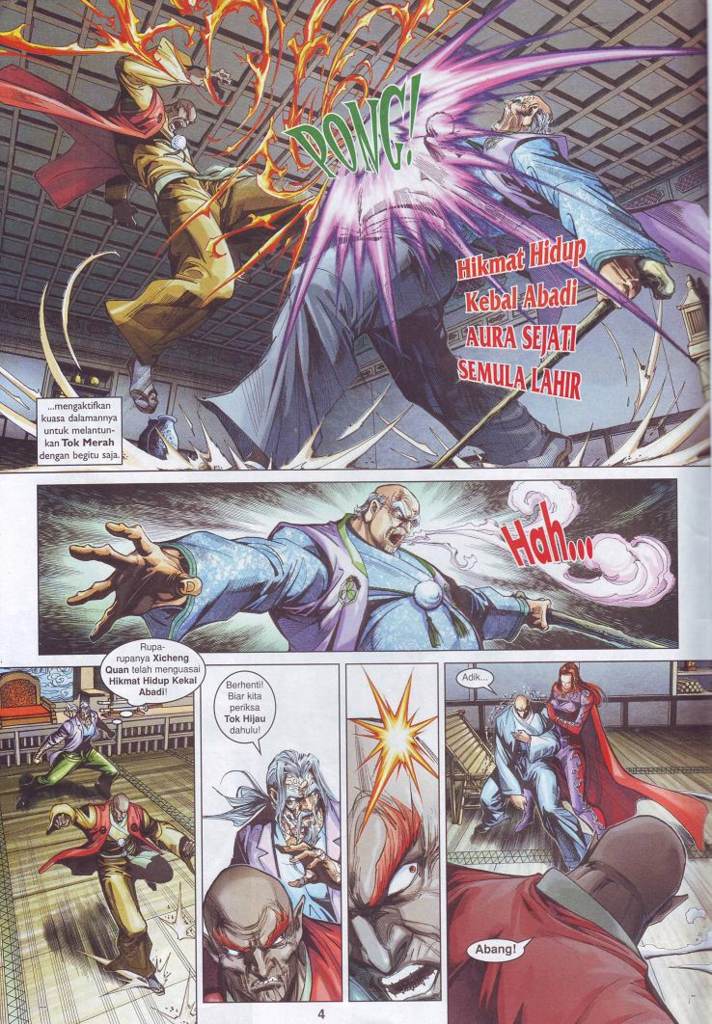 PONG!
Hikmat Hidup
Kebal Abadi
AURA SEJATI
SEMULA LAHIR
...mengaktifkan
kuasa dalamannya
untuk melantun-
kan Tok Merah
dengan begitu saja.
Hah...
Rupa-
rupanya Xicheng
Quan telah menguasai
Hikmat Hidup Kekal
Abadi!
Berhenti!
Biar kita
periksa
Tok Hijau
dahulu!
Adik...
Abang!
4